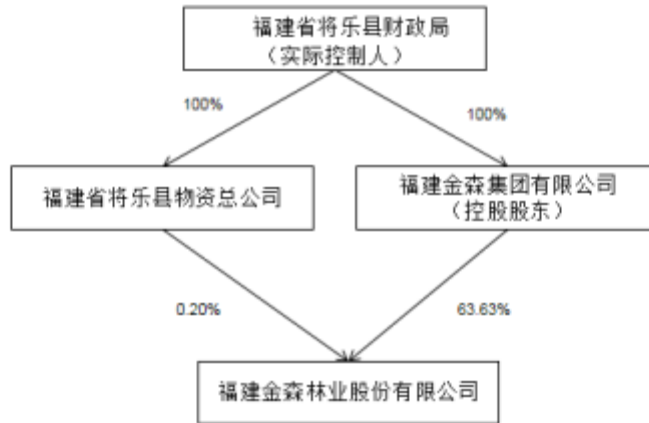 福建省将乐县财政局
（实际控制人）
100%
100%
福建省将乐县物资总公司
福建金森集团有限公司
（控股股东）
0.20%
63.63%
福建金森林业股份有限公司